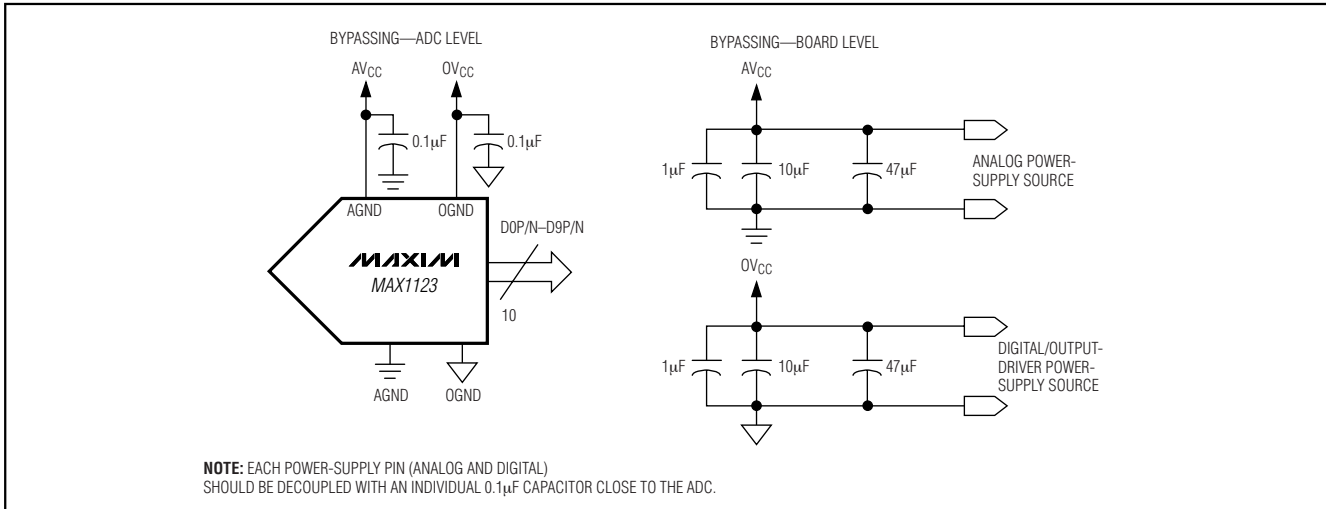 BYPASSING—ADC LEVEL
AVCC
OVCC
0.1µF
0.1µF
AGND
OGND
D0P/N–D9P/N
MAXIM
MAX1123
10
AGND
OGND
BYPASSING—BOARD LEVEL
AVCC
1µF
10µF
47µF
ANALOG POWER-
SUPPLY SOURCE
OVCC
1µF
10µF
47µF
DIGITAL/OUTPUT-
DRIVER POWER-
SUPPLY SOURCE
NOTE: EACH POWER-SUPPLY PIN (ANALOG AND DIGITAL)
SHOULD BE DECOUPLED WITH AN INDIVIDUAL 0.1µF CAPACITOR CLOSE TO THE ADC.